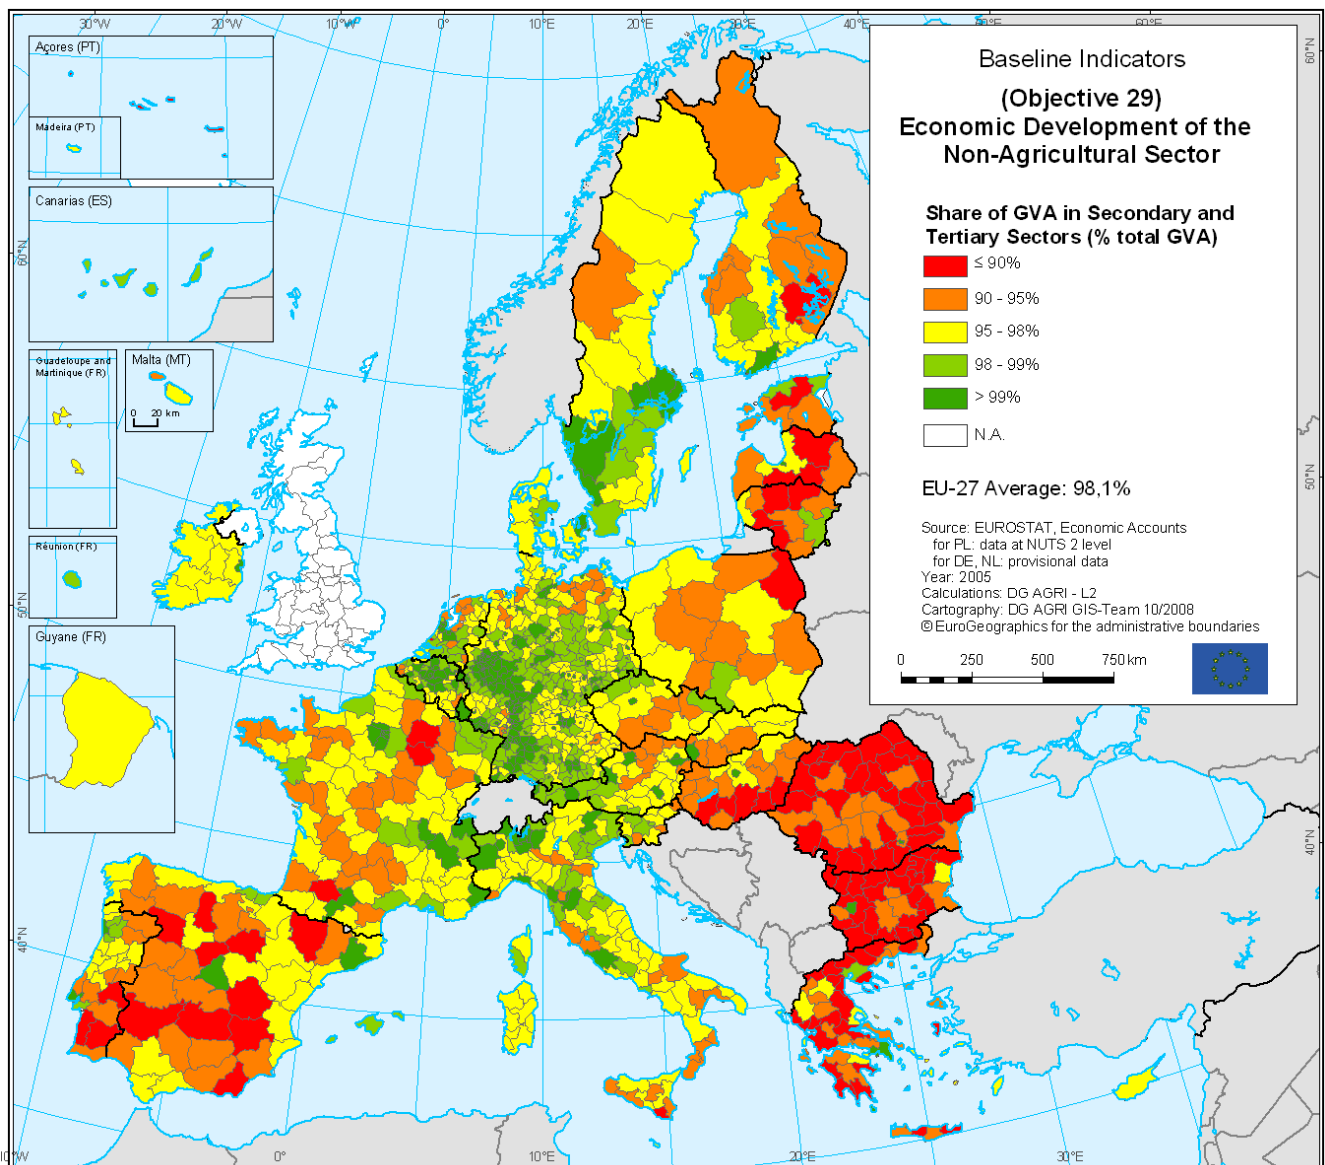 30°W
20°W
10°W
0°
10°E
20°E
30°E
40°E
50°E
60°E
Açores (PT)
Madeira (PT)
Canarias (ES)
Guadeloupe and
Martinique (FR)
Malta (MT)
0 20 km
Réunion (FR)
Guyane (FR)
Baseline Indicators
(Objective 29)
Economic Development of the
Non-Agricultural Sector
Share of GVA in Secondary and
Tertiary Sectors (% total GVA)
≤ 90%
90 - 95%
95 - 98%
98 - 99%
> 99%
N.A.
EU-27 Average: 98,1%
Source: EUROSTAT, Economic Accounts
for PL: data at NUTS 2 level
for DE, NL: provisional data
Year: 2005
Calculations: DG AGRI - L2
Cartography: DG AGRI GIS-Team 10/2008
© EuroGeographics for the administrative boundaries
0 250 500 750 km
60°N
50°N
40°N
60°N
50°N
40°N
10°W
0°
10°E
20°E
30°E